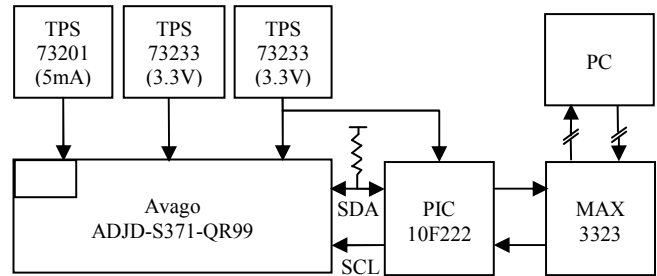 TPS
73201
(5mA)
TPS
73233
(3.3V)
TPS
73233
(3.3V)
PC
Avago
ADJD-S371-QR99
SDA
SCL
PIC
10F222
MAX
3323